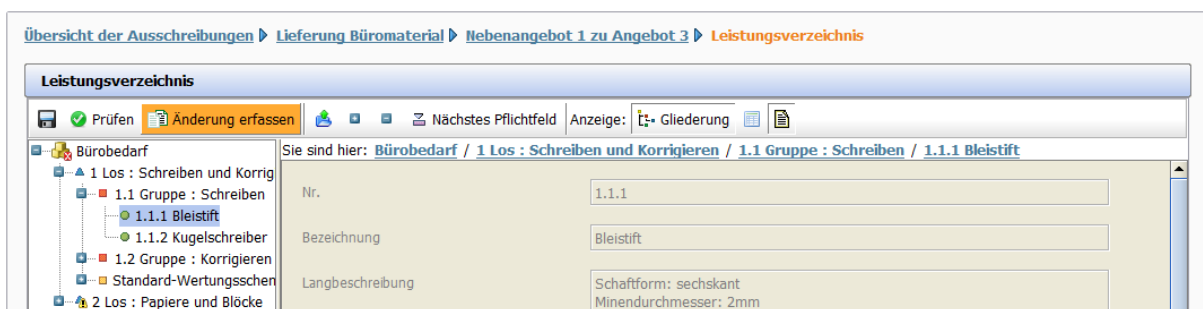 Übersicht der Ausschreibungen Lieferung Büromaterial Nebenangebot 1 zu Angebot 3 Leistungsverzeichnis
Leistungsverzeichnis
Prüfen Änderung erfassen Nächstes Pflichtfeld Anzeige: Gliederung
Bürobedarf
1 Los : Schreiben und Korrig
1.1 Gruppe : Schreiben
1.1.1 Bleistift
1.1.2 Kugelschreiber
1.2 Gruppe : Korrigieren
Standard-Wertungsschen
2 Los : Papiere und Blöcke
Sie sind hier: Bürobedarf / 1 Los : Schreiben und Korrigieren / 1.1 Gruppe : Schreiben / 1.1.1 Bleistift
Nr. 1.1.1
Bezeichnung Bleistift
Langbeschreibung Schaftform: sechskant
Minendurchmesser: 2mm